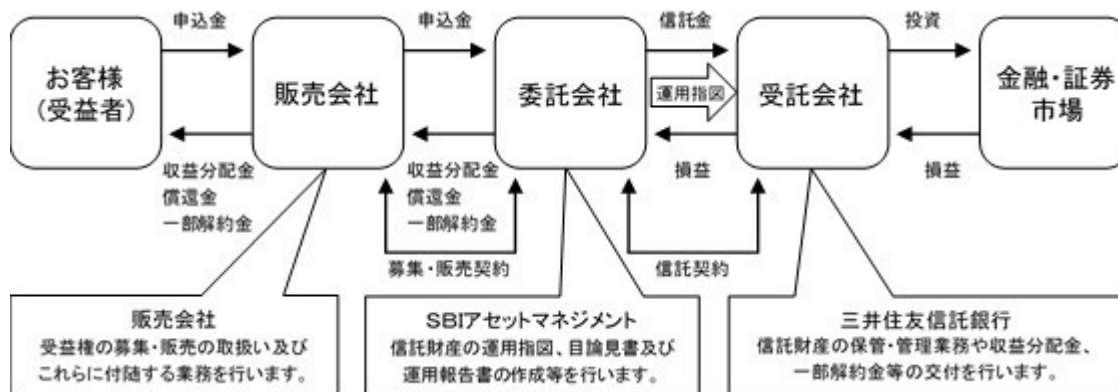 申込金
申込金
信託金
投資
お客様
(受益者)
販売会社
委託会社
運用指図
受託会社
金融・証券
市場
収益分配金
償還金
一部解約金
収益分配金
償還金
一部解約金
損益
損益
募集・販売契約
信託契約
販売会社
受益権の募集・販売の取扱い及び
これらに付随する業務を行います。
SBIアセットマネジメント
信託財産の運用指図、目論見書及び
運用報告書の作成等を行います。
三井住友信託銀行
信託財産の保管・管理業務や収益分配金、
一部解約金等の交付を行います。